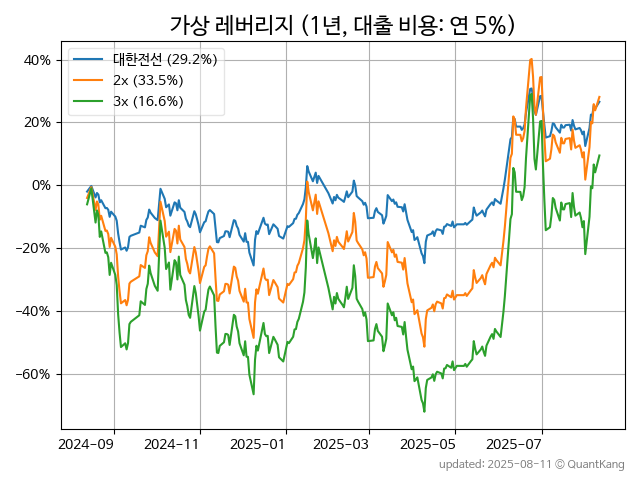 가상 레버리지 (1년, 대출 비용: 연 5%)
대한전선 (29.2%)
2x (33.5%)
3x (16.6%)
40%
20%
0%
−20%
−40%
−60%
2024-09 2024-11 2025-01 2025-03 2025-05 2025-07
updated: 2025-08-11 © QuantKang